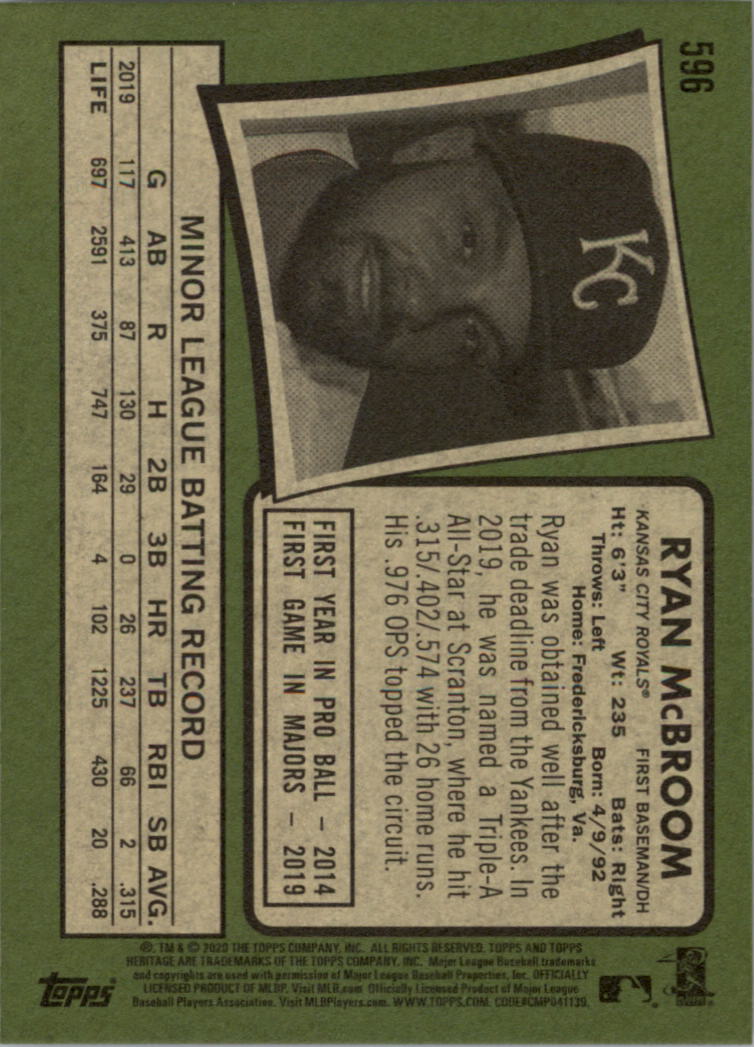 596
KC
RYAN McBROOM
KANSAS CITY ROYALS® FIRST BASEMAN/DH
Ht: 6'3" Wt: 235 Bats: Right
Throws: Left Born: 4/9/92
Home: Fredericksburg, Va.
Ryan was obtained well after the
trade deadline from the Yankees. In
2019, he was named a Triple-A
All-Star at Scranton, where he hit
.315/.402/.574 with 26 home runs.
His .976 OPS topped the circuit.
FIRST YEAR IN PRO BALL – 2014
FIRST GAME IN MAJORS – 2019
MINOR LEAGUE BATTING RECORD
G AB R H 2B 3B HR TB RBI SB AVG.
2019 117 413 87 130 29 0 26 237 66 2 .315
LIFE 697 2591 375 747 164 4 102 1225 430 20 .288
®, TM & © 2020 THE TOPPS COMPANY, INC. ALL RIGHTS RESERVED. TOPPS AND TOPPS
HERITAGE ARE TRADEMARKS OF THE TOPPS COMPANY, INC. Major League Baseball trademarks
and copyrights are used with permission of Major League Baseball Properties, Inc. OFFICIALLY
LICENSED PRODUCT OF MLBP. Visit MLB.com Officially Licensed Product of Major League
Baseball Players Association. Visit MLBPlayers.com. WWW.TOPPS.COM. CODE#CMP041139.
Topps